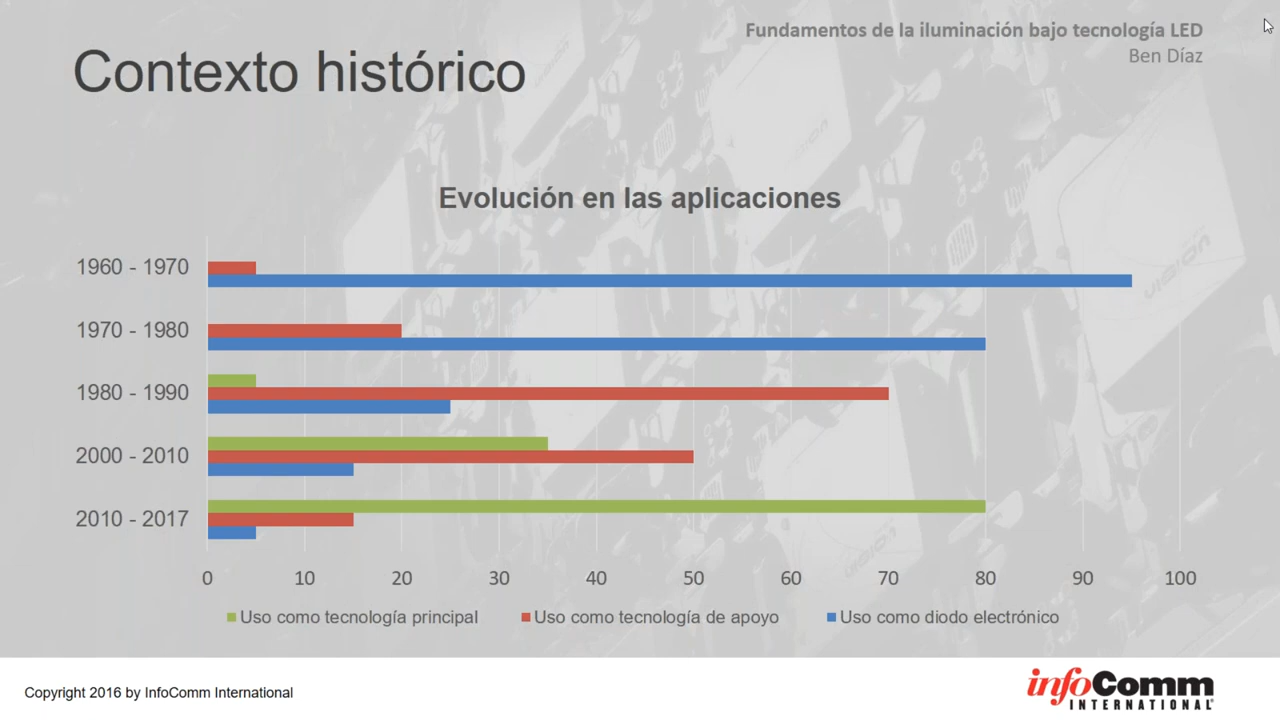 Fundamentos de la iluminación bajo tecnología LED
Ben Díaz
Contexto histórico
Evolución en las aplicaciones
1960 - 1970
1970 - 1980
1980 - 1990
2000 - 2010
2010 - 2017
0 10 20 30 40 50 60 70 80 90 100
Uso como tecnología principal Uso como tecnología de apoyo Uso como diodo electrónico
Copyright 2016 by InfoComm International
infoComm
INTERNATIONAL